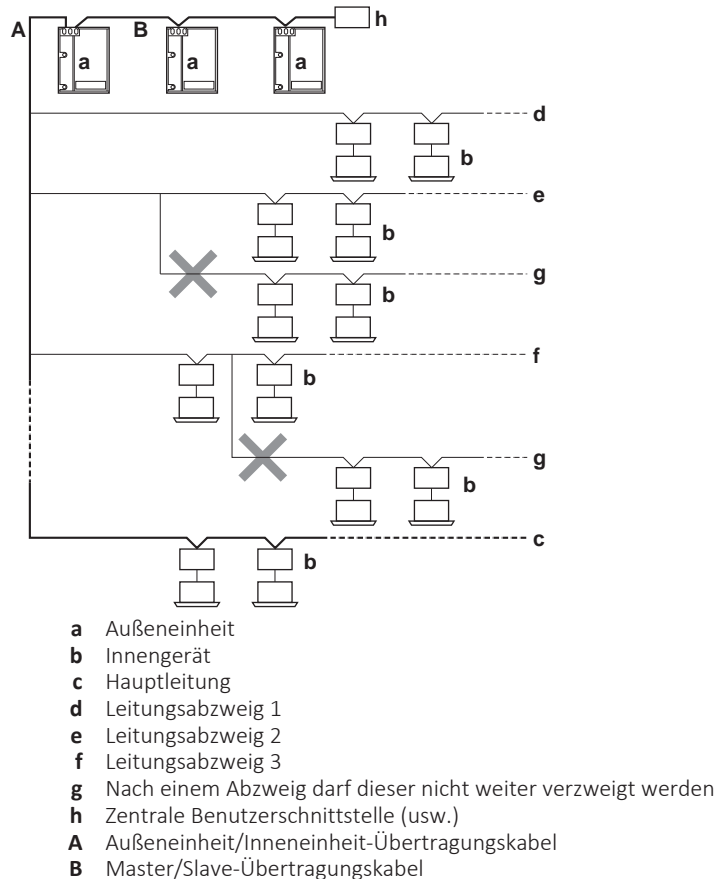 A
B
h
a
a
a
d
b
e
b
g
b
f
b
g
b
c
b
a Außeneinheit
b Innengerät
c Hauptleitung
d Leitungsabzweig 1
e Leitungsabzweig 2
f Leitungsabzweig 3
g Nach einem Abzweig darf dieser nicht weiter verzweigt werden
h Zentrale Benutzerschnittstelle (usw.)
A Außeneinheit/Inneneinheit-Übertragungskabel
B Master/Slave-Übertragungskabel